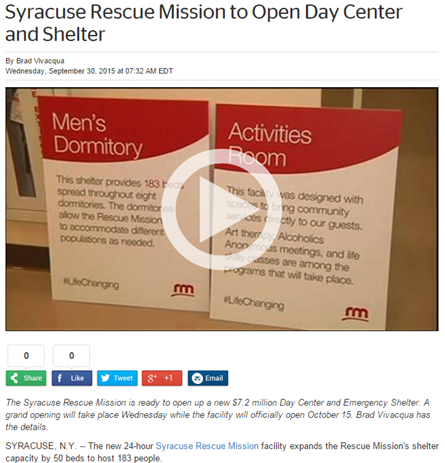 Syracuse Rescue Mission to Open Day Center
and Shelter
By Brad Vivacqua
Wednesday, September 30, 2015 at 07:32 AM EDT
Men's
Dormitory
This shelter provides 183 beds
spread throughout eight
dormitories. The dormitories
allow the Rescue Mission
to accommodate different
populations as needed.
#LifeChanging
rm
Activities
Room
This facility was designed with
spaces to bring community
services directly to our guests.
Art therapy, Alcoholics
Anonymous meetings, and life
skills classes are among the
programs that will take place.
#LifeChanging
rm
0
0
Share
f Like
Tweet
g+ +1
Email
The Syracuse Rescue Mission is ready to open up a new $7.2 million Day Center and Emergency Shelter. A
grand opening will take place Wednesday while the facility will officially open October 15. Brad Vivacqua has
the details.
SYRACUSE, N.Y. -- The new 24-hour Syracuse Rescue Mission facility expands the Rescue Mission's shelter
capacity by 50 beds to host 183 people.